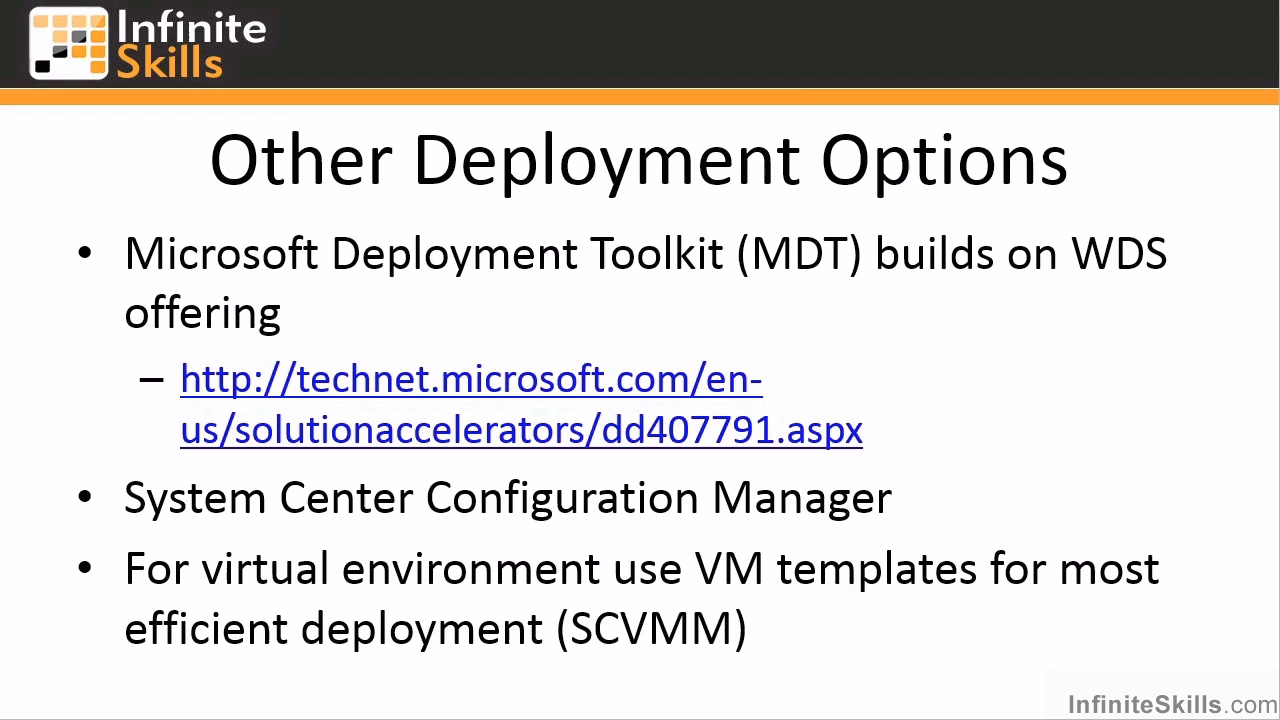 Infinite
Skills
Other Deployment Options
• Microsoft Deployment Toolkit (MDT) builds on WDS
offering
– http://technet.microsoft.com/en-
us/solutionaccelerators/dd407791.aspx
• System Center Configuration Manager
• For virtual environment use VM templates for most
efficient deployment (SCVMM)
InfiniteSkills.com